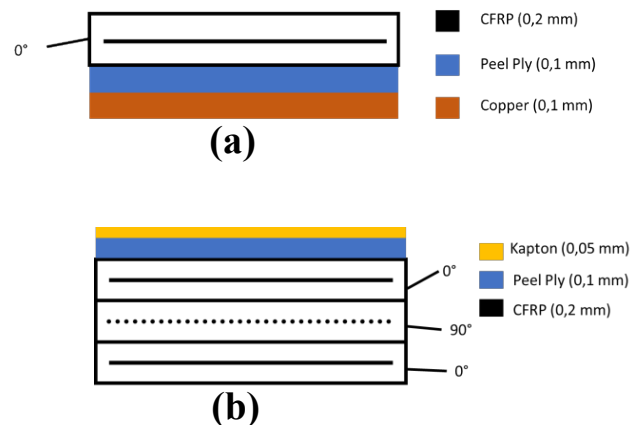 0°
CFRP (0,2 mm)
Peel Ply (0,1 mm)
Copper (0,1 mm)
(a)
Kapton (0,05 mm)
0°
Peel Ply (0,1 mm)
CFRP (0,2 mm)
90°
0°
(b)